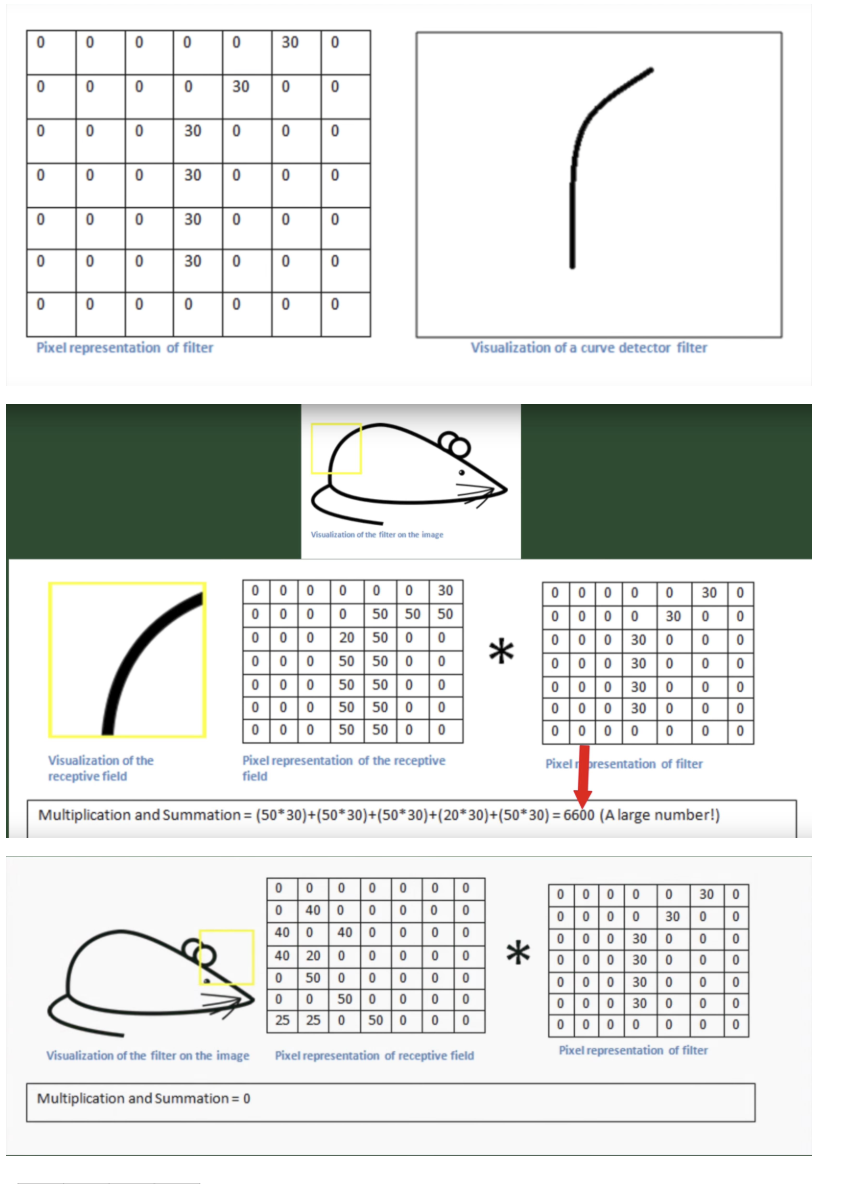 0 0 0 0 0 30 0
0 0 0 0 30 0 0
0 0 0 30 0 0 0
0 0 0 30 0 0 0
0 0 0 30 0 0 0
0 0 0 30 0 0 0
0 0 0 0 0 0 0
Pixel representation of filter
Visualization of a curve detector filter
Visualization of the filter on the image
Visualization of the
receptive field
0 0 0 0 0 0 30
0 0 0 0 50 50 50
0 0 0 20 50 0 0
0 0 0 50 50 0 0
0 0 0 50 50 0 0
0 0 0 50 50 0 0
0 0 0 50 50 0 0
Pixel representation of the receptive
field
*
0 0 0 0 0 30 0
0 0 0 0 30 0 0
0 0 0 30 0 0 0
0 0 0 30 0 0 0
0 0 0 30 0 0 0
0 0 0 30 0 0 0
0 0 0 0 0 0 0
Pixel representation of filter
Multiplication and Summation = (50*30)+(50*30)+(50*30)+(20*30)+(50*30) = 6600 (A large number!)
Visualization of the filter on the image
0 0 0 0 0 0 0
0 40 0 0 0 0 0
40 0 40 0 0 0 0
40 20 0 0 0 0 0
0 50 0 0 0 0 0
0 0 50 0 0 0 0
25 25 0 50 0 0 0
Pixel representation of receptive field
*
0 0 0 0 0 30 0
0 0 0 0 30 0 0
0 0 0 30 0 0 0
0 0 0 30 0 0 0
0 0 0 30 0 0 0
0 0 0 30 0 0 0
0 0 0 0 0 0 0
Pixel representation of filter
Multiplication and Summation = 0